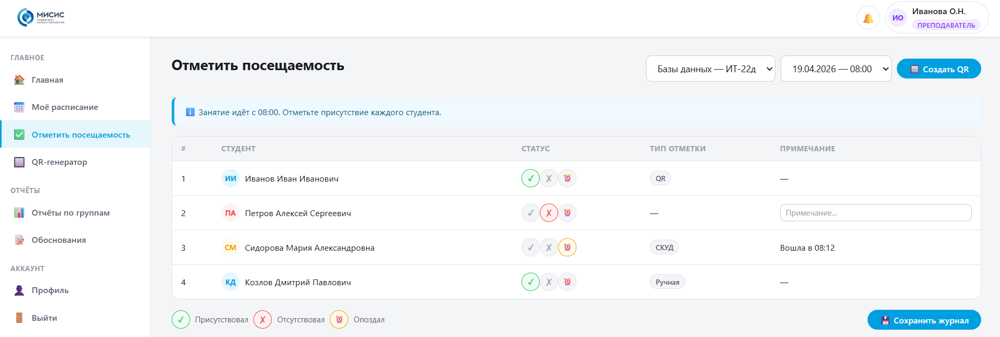 МИСИС
УНИВЕРСИТЕТ
НАУКИ И ТЕХНОЛОГИЙ
ИО
Иванова О.Н.
ПРЕПОДАВАТЕЛЬ
ГЛАВНОЕ
Главная
Моё расписание
Отметить посещаемость
QR-генератор
ОТЧЁТЫ
Отчёты по группам
Обоснования
АККАУНТ
Профиль
Выйти
Отметить посещаемость
Базы данных — ИТ-22д
19.04.2026 — 08:00
Создать QR
Занятие идёт с 08:00. Отметьте присутствие каждого студента.
# СТУДЕНТ СТАТУС ТИП ОТМЕТКИ ПРИМЕЧАНИЕ
1 ИИ Иванов Иван Иванович ✓ ✗ QR —
2 ПА Петров Алексей Сергеевич ✓ ✗ — Примечание...
3 СМ Сидорова Мария Александровна ✓ ✗ СКУД Вошла в 08:12
4 КД Козлов Дмитрий Павлович ✓ ✗ Ручная —
✓ Присутствовал ✗ Отсутствовал Опоздал
Сохранить журнал